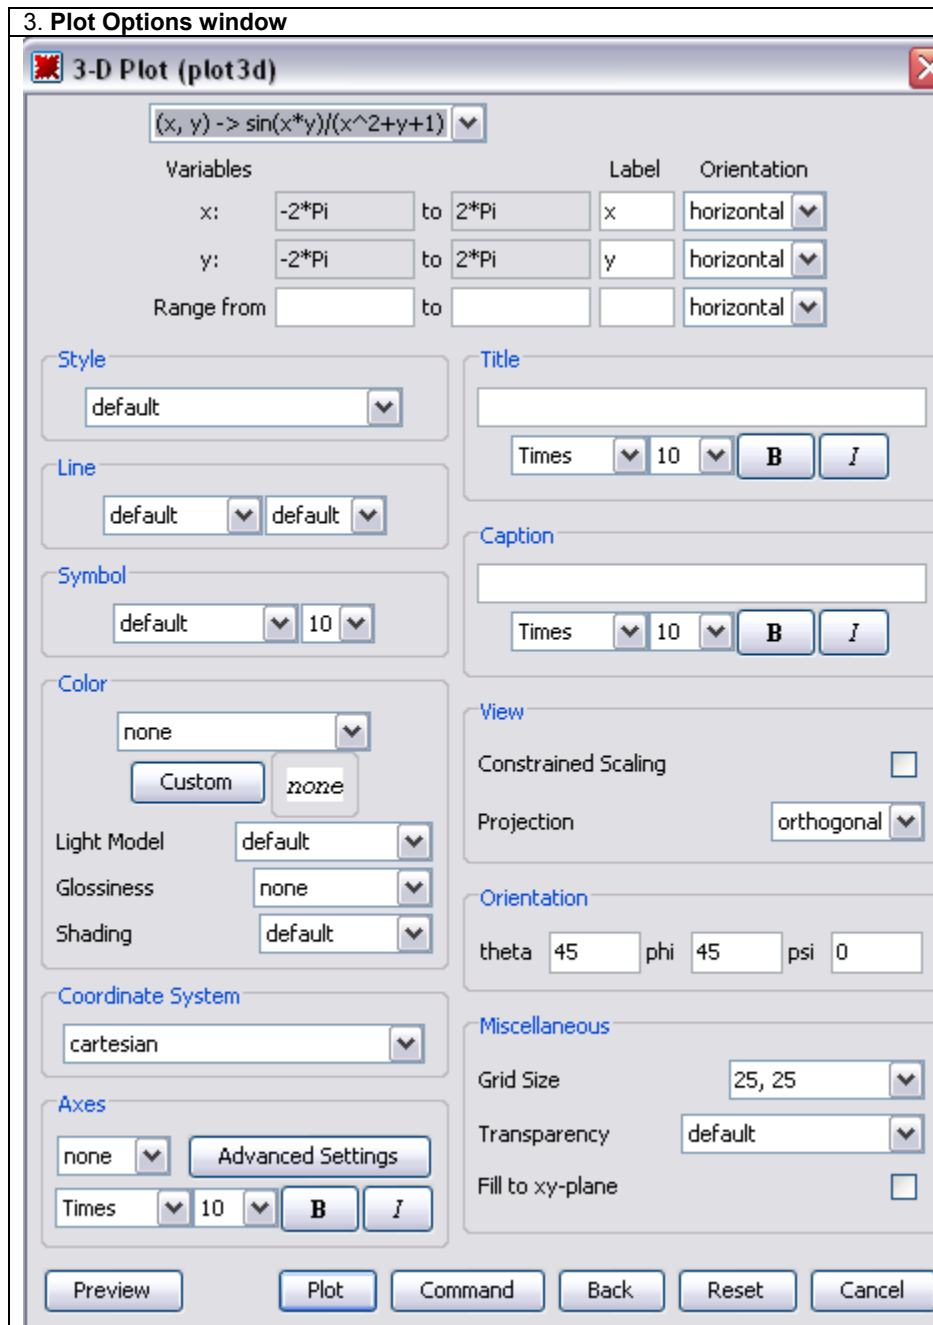 3. Plot Options window
3-D Plot (plot3d)
(x, y) -> sin(x*y)/(x^2+y+1)
Variables Label Orientation
x: -2*Pi to 2*Pi x horizontal
y: -2*Pi to 2*Pi y horizontal
Range from to horizontal
Style
default
Line
default default
Symbol
default 10
Color
none
Custom none
Light Model default
Glossiness none
Shading default
Coordinate System
cartesian
Axes
none Advanced Settings
Times 10 B I
Title
Times 10 B I
Caption
Times 10 B I
View
Constrained Scaling
Projection orthogonal
Orientation
theta 45 phi 45 psi 0
Miscellaneous
Grid Size 25, 25
Transparency default
Fill to xy-plane
Preview Plot Command Back Reset Cancel